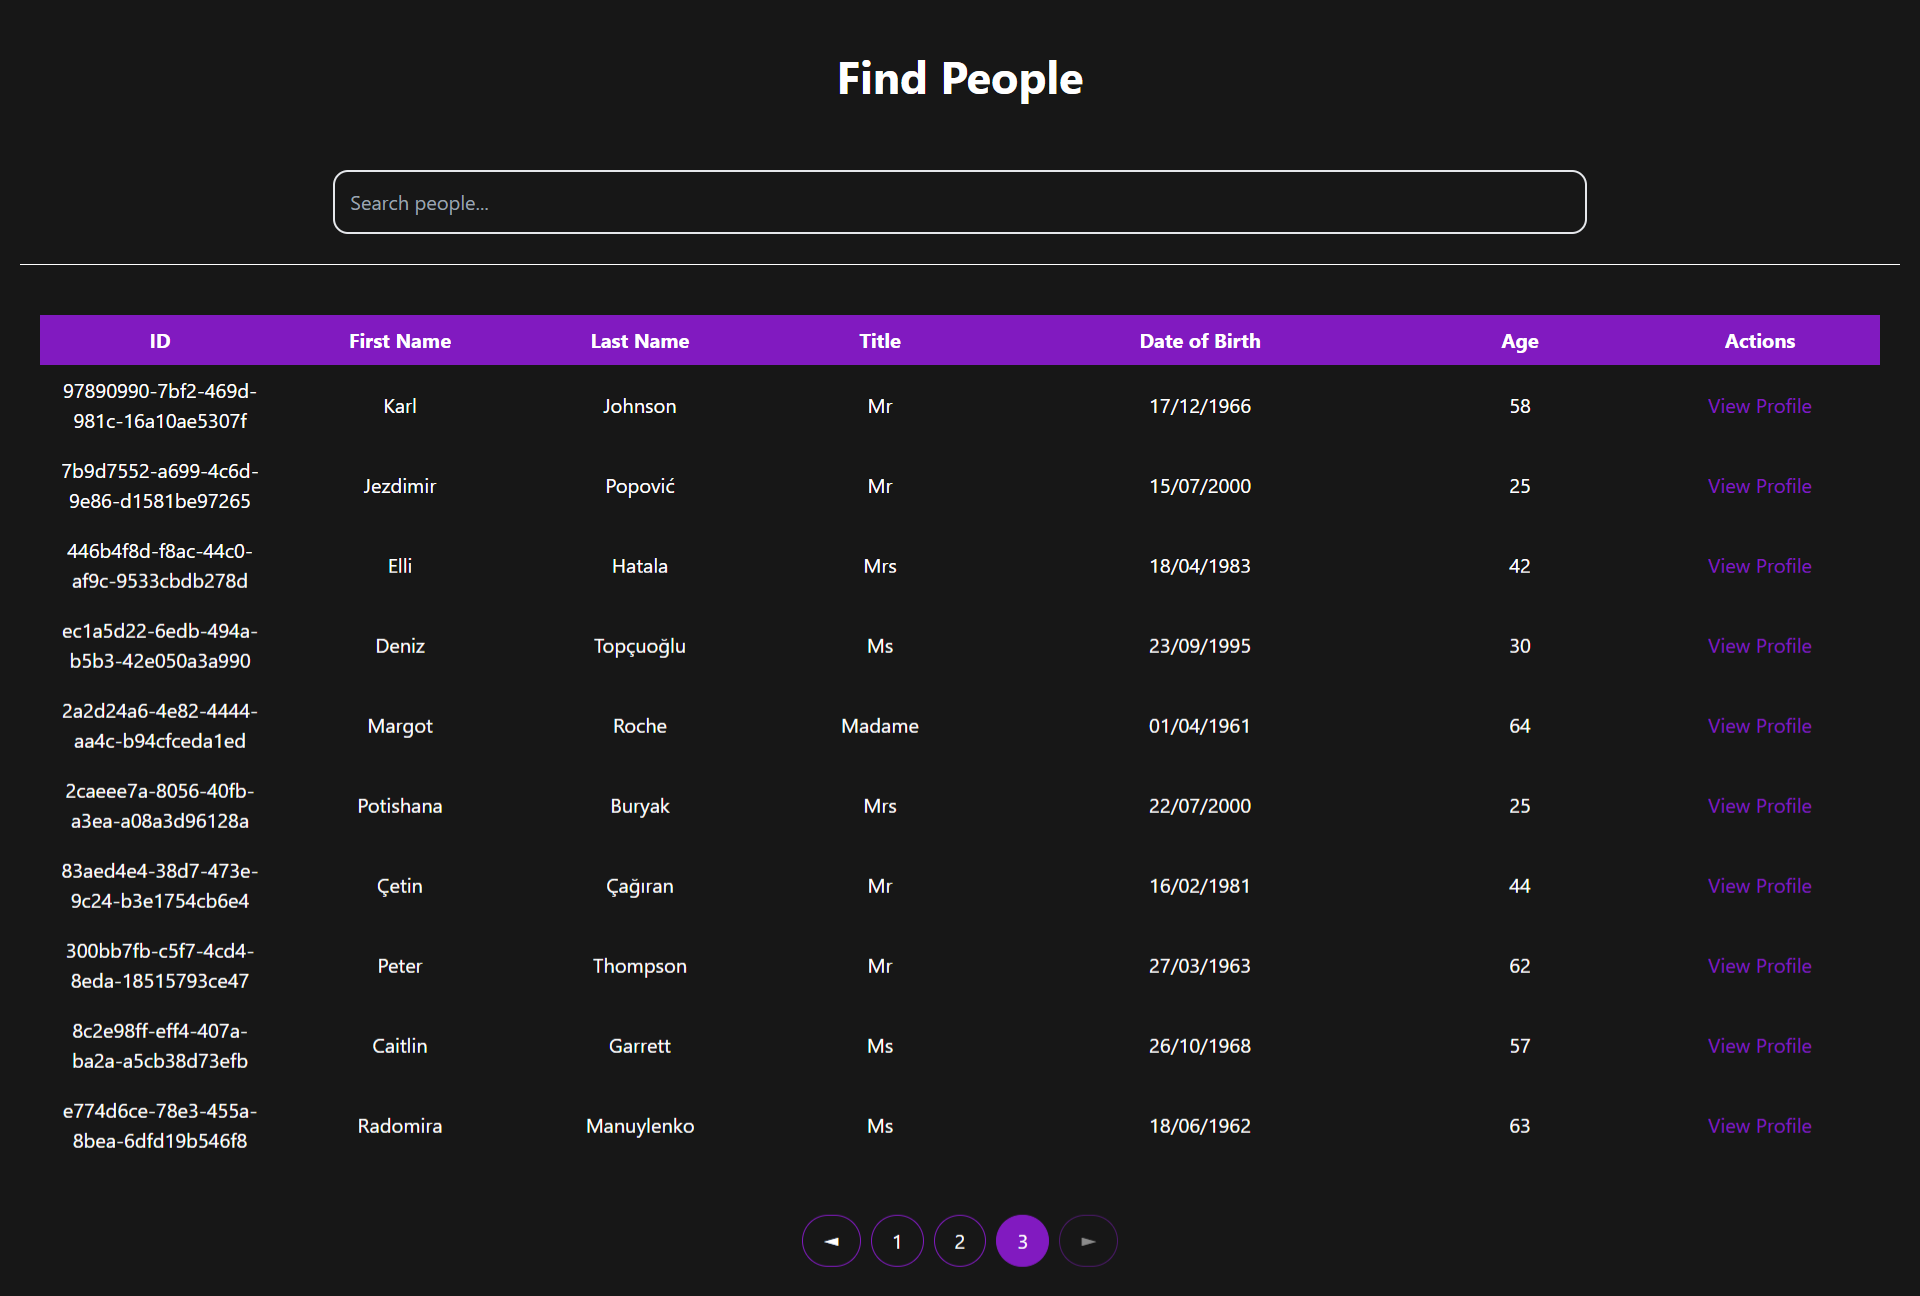 Find People
Search people...
ID First Name Last Name Title Date of Birth Age Actions
97890990-7bf2-469d-
981c-16a10ae5307f
Karl Johnson Mr 17/12/1966 58 View Profile
7b9d7552-a699-4c6d-
9e86-d1581be97265
Jezdimir Popović Mr 15/07/2000 25 View Profile
446b4f8d-f8ac-44c0-
af9c-9533cbdb278d
Elli Hatala Mrs 18/04/1983 42 View Profile
ec1a5d22-6edb-494a-
b5b3-42e050a3a990
Deniz Topçuoğlu Ms 23/09/1995 30 View Profile
2a2d24a6-4e82-4444-
aa4c-b94cfceda1ed
Margot Roche Madame 01/04/1961 64 View Profile
2caeee7a-8056-40fb-
a3ea-a08a3d96128a
Potishana Buryak Mrs 22/07/2000 25 View Profile
83aed4e4-38d7-473e-
9c24-b3e1754cb6e4
Çetin Çağıran Mr 16/02/1981 44 View Profile
300bb7fb-c5f7-4cd4-
8eda-18515793ce47
Peter Thompson Mr 27/03/1963 62 View Profile
8c2e98ff-eff4-407a-
ba2a-a5cb38d73efb
Caitlin Garrett Ms 26/10/1968 57 View Profile
e774d6ce-78e3-455a-
8bea-6dfd19b546f8
Radomira Manuylenko Ms 18/06/1962 63 View Profile
◄ 1 2 3 ►